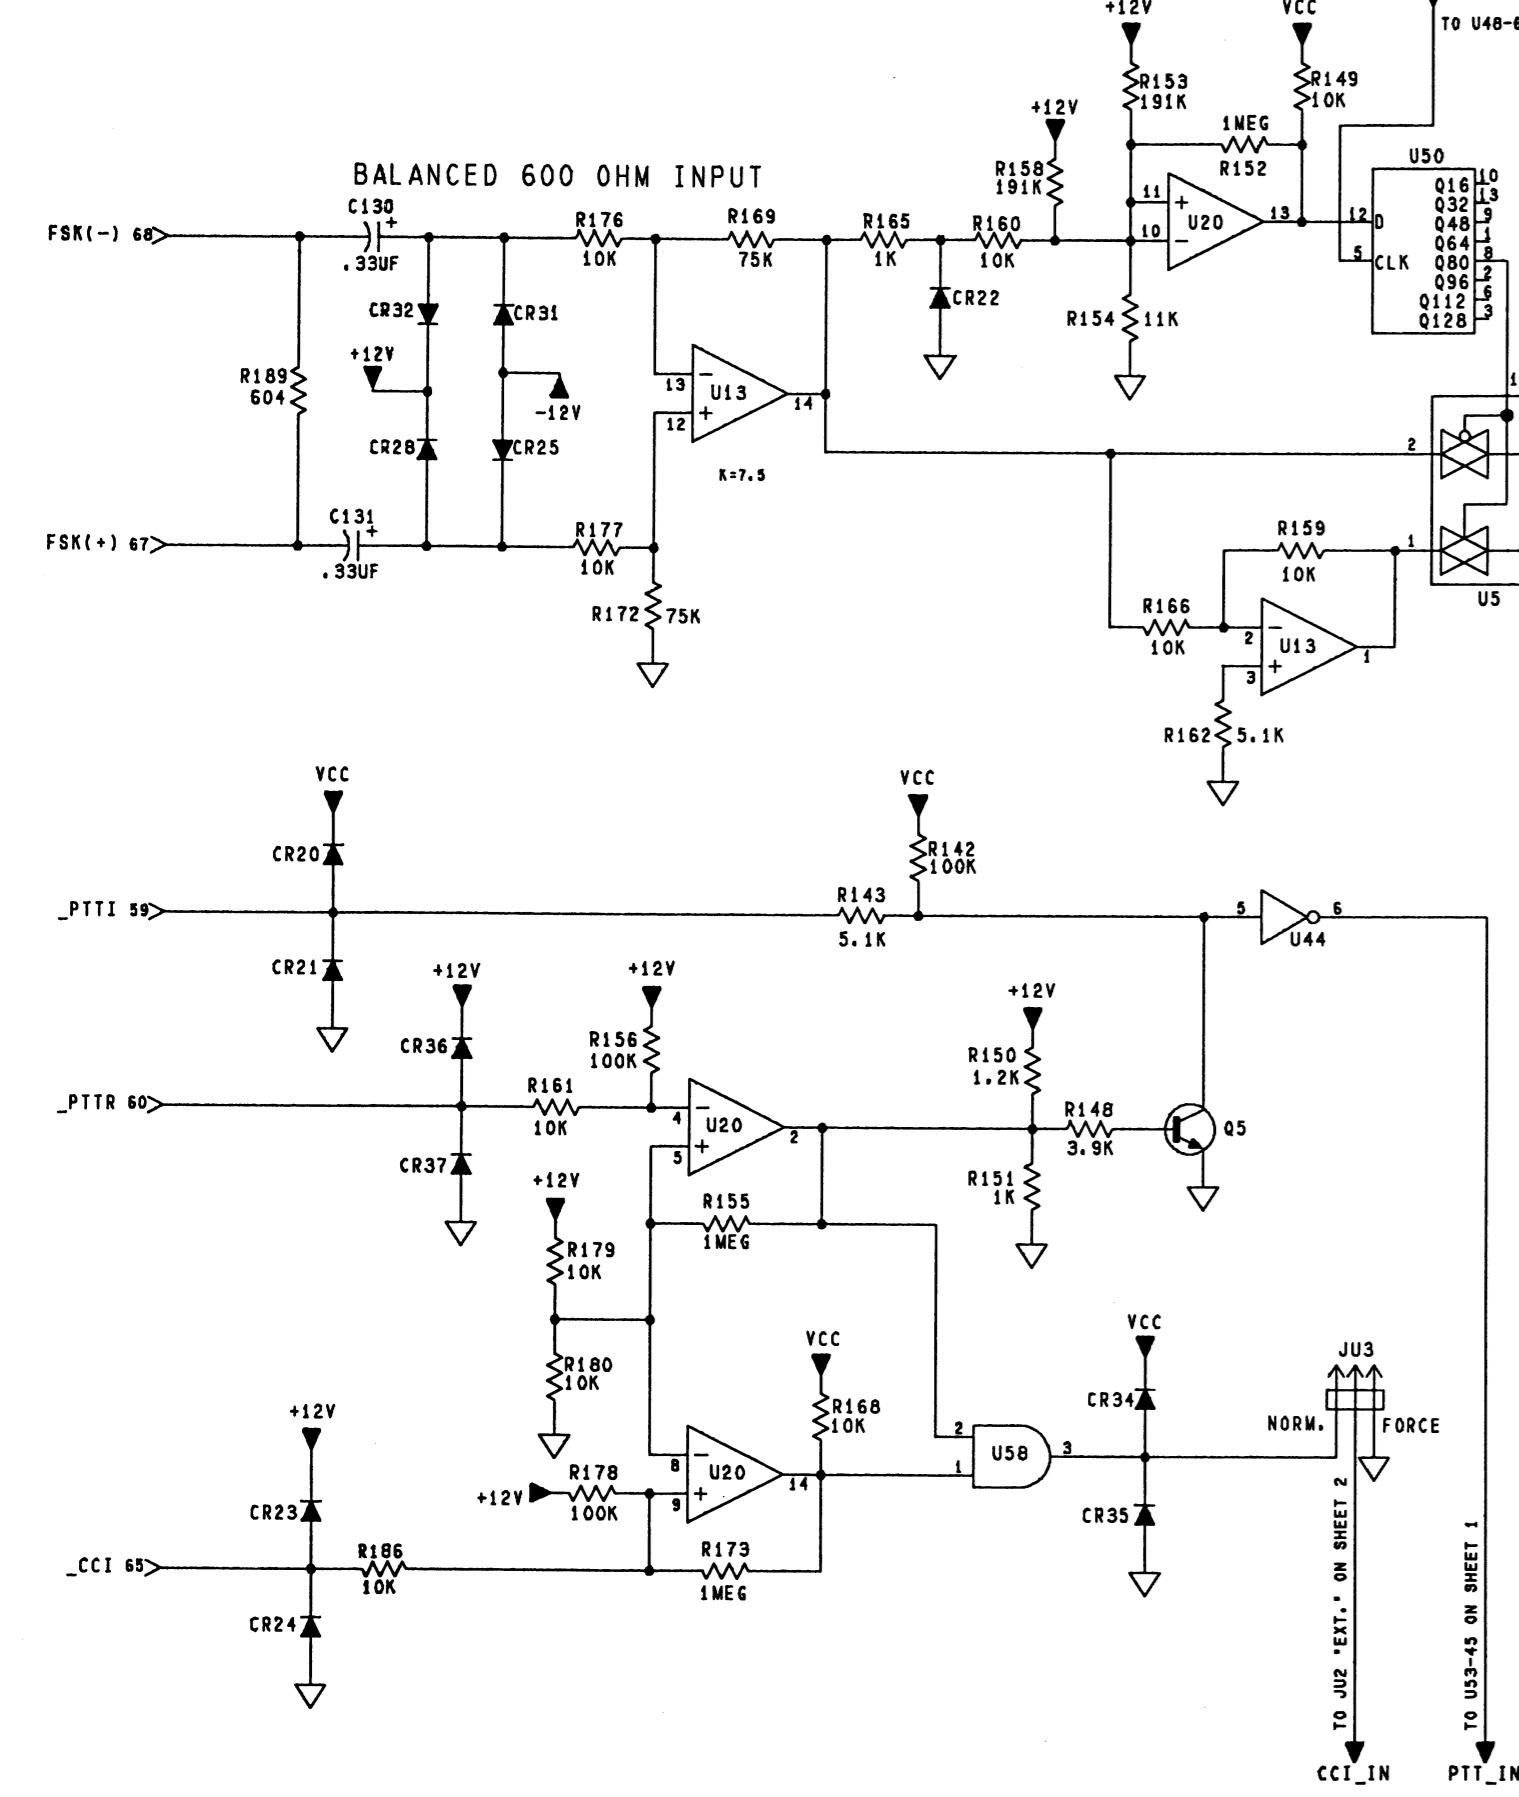 +12V
VCC
TO U48-6
R153
191K
R149
10K
+12V
1MEG
R152
R158
191K
U50
BALANCED 600 OHM INPUT
C130
+
.33UF
FSK(-) 68
R176
10K
R169
75K
R165
1K
R160
10K
11
+
10
−
U20
13
12
D
5
CLK
Q16
10
Q32
13
Q48
9
Q64
1
Q80
8
Q96
2
Q112
6
Q128
3
CR32
CR31
CR22
R154
11K
+12V
-12V
R189
604
13
−
12
+
U13
14
CR28
CR25
K=7.5
1
2
C131
+
.33UF
FSK(+) 67
R177
10K
R172
75K
R159
10K
1
U5
R166
10K
2
−
3
+
U13
1
R162
5.1K
VCC
VCC
CR20
R142
100K
_PTTI 59
R143
5.1K
5
6
U44
CR21
+12V
+12V
+12V
CR36
R156
100K
R150
1.2K
_PTTR 60
R161
10K
4
−
5
+
U20
2
R148
3.9K
Q5
CR37
R151
1K
+12V
R155
1MEG
R179
10K
VCC
VCC
JU3
R180
10K
R168
10K
CR34
NORM.
FORCE
+12V
2
1
U58
3
8
−
9
+
U20
14
R178
+12V
100K
CR23
CR35
_CCI 65
R186
10K
R173
1MEG
CR24
TO JU2 "EXT." ON SHEET 2
TO U53-45 ON SHEET 1
CCI_IN
PTT_IN